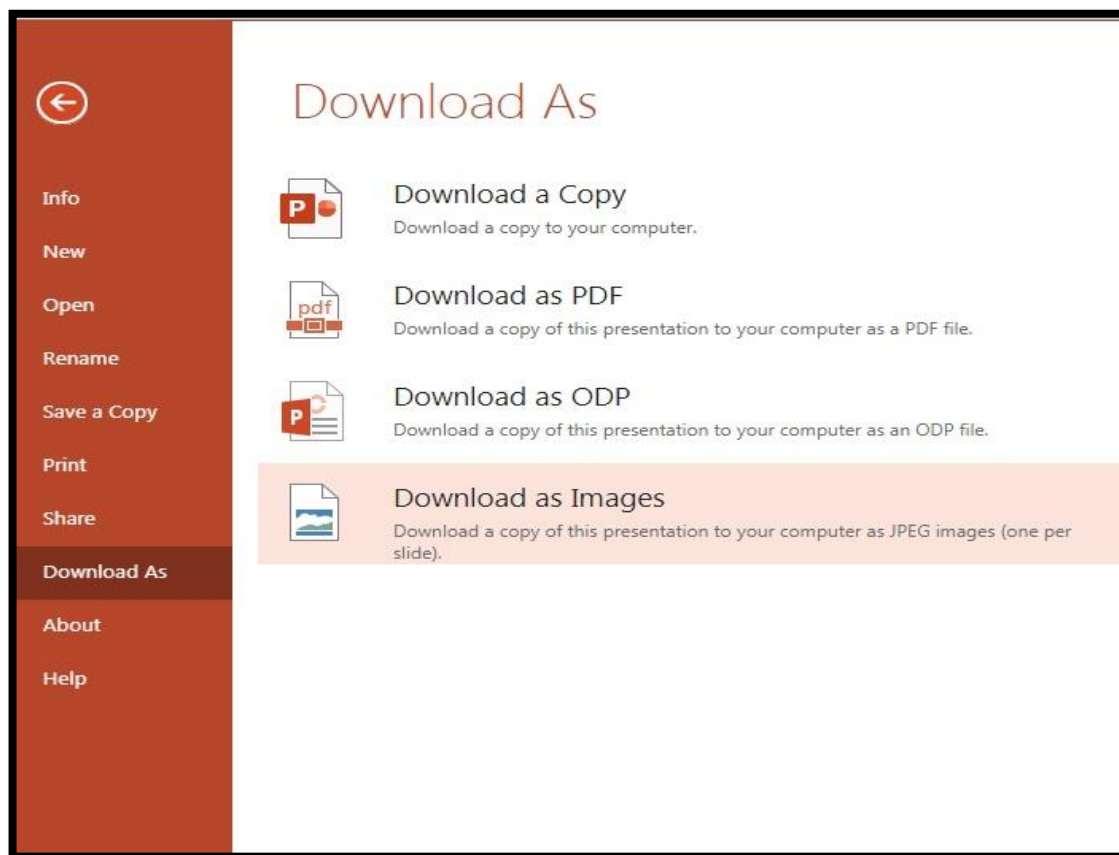 Download As
Info
New
Open
Rename
Save a Copy
Print
Share
Download As
About
Help
P
Download a Copy
Download a copy to your computer.
pdf
Download as PDF
Download a copy of this presentation to your computer as a PDF file.
P
Download as ODP
Download a copy of this presentation to your computer as an ODP file.
Download as Images
Download a copy of this presentation to your computer as JPEG images (one per
slide).